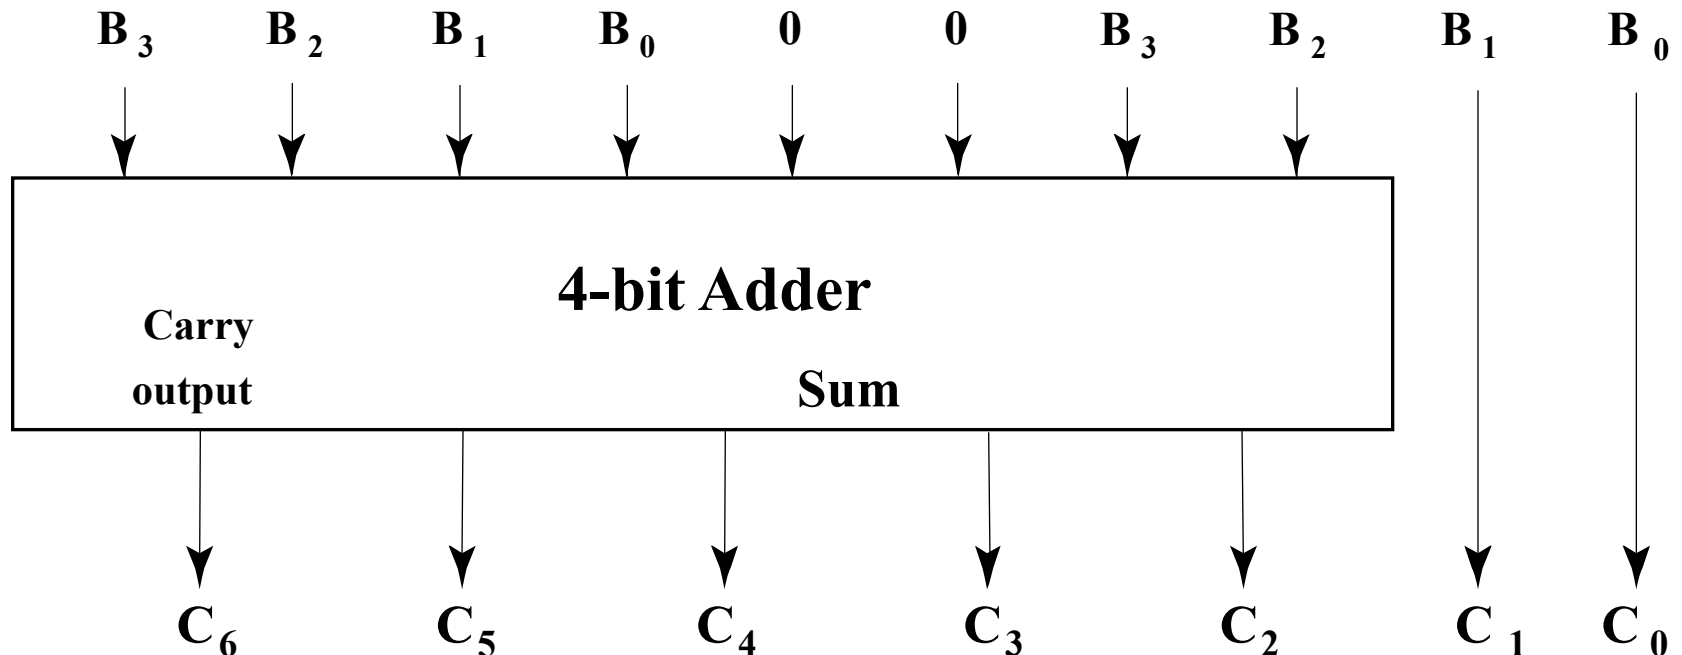 B3 B2 B1 B0 0 0 B3 B2 B1 B0
4-bit Adder
Carry
output
Sum
C6 C5 C4 C3 C2 C1 C0